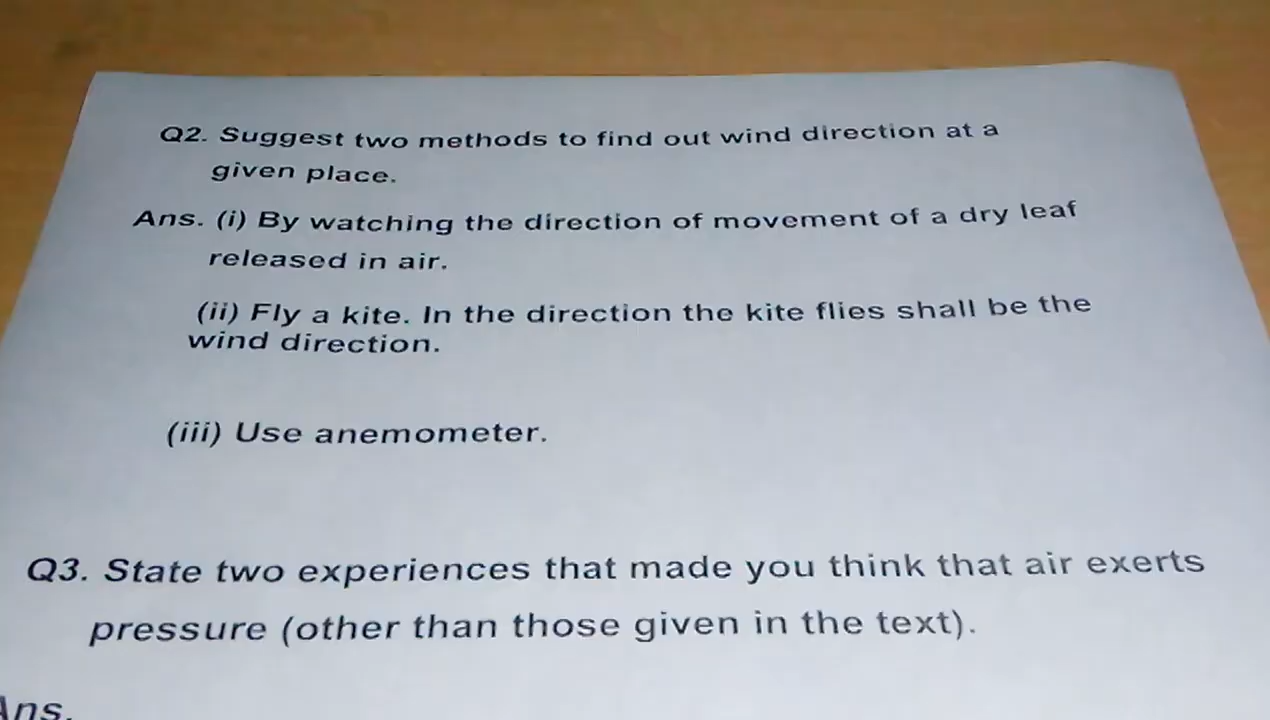 Q2. Suggest two methods to find out wind direction at a
given place.
Ans. (i) By watching the direction of movement of a dry leaf
released in air.
(ii) Fly a kite. In the direction the kite flies shall be the
wind direction.
(iii) Use anemometer.
Q3. State two experiences that made you think that air exerts
pressure (other than those given in the text).
Ans.